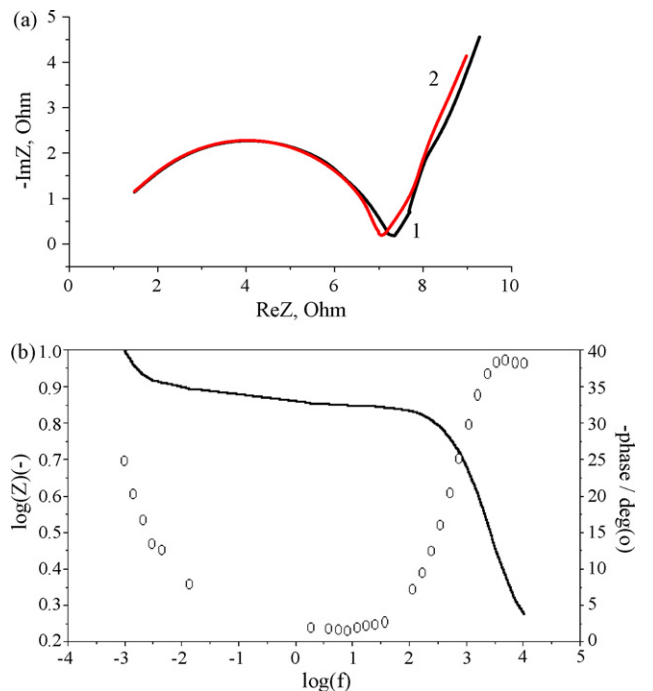 (a)
5
4
3
2
1
0
-ImZ, Ohm
2
1
0 2 4 6 8 10
ReZ, Ohm
(b)
1.0 40
0.9 35
0.8 30
0.7 25
0.6 20
0.5 15
0.4 10
0.3 5
0.2 0
log(Z)(-)
-phase / deg(o)
-4 -3 -2 -1 0 1 2 3 4 5
log(f)